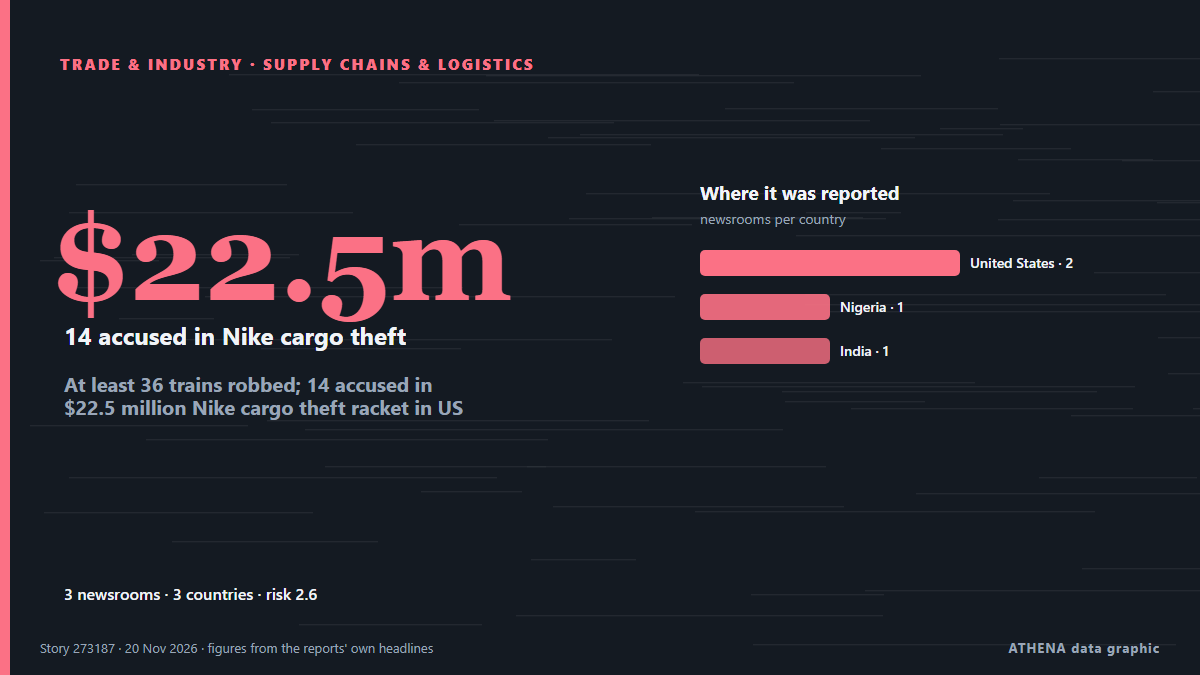 TRADE & INDUSTRY · SUPPLY CHAINS & LOGISTICS
$22.5m
14 accused in Nike cargo theft
At least 36 trains robbed; 14 accused in
$22.5 million Nike cargo theft racket in US
Where it was reported
newsrooms per country
United States · 2
Nigeria · 1
India · 1
3 newsrooms · 3 countries · risk 2.6
Story 273187 · 20 Nov 2026 · figures from the reports' own headlines
ATHENA data graphic